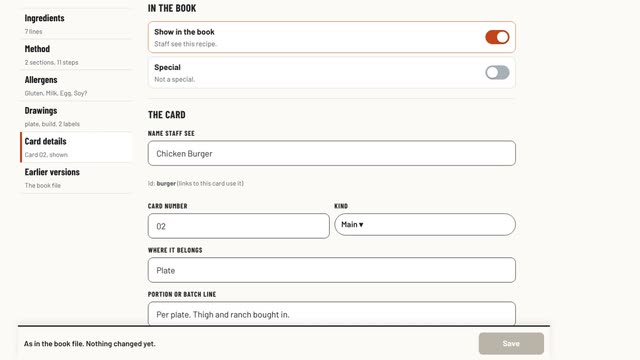 Ingredients
7 lines
Method
2 sections, 11 steps
Allergens
Gluten, Milk, Egg, Soy?
Drawings
plate, build, 2 labels
Card details
Card 02, shown
Earlier versions
The book file
IN THE BOOK
Show in the book
Staff see this recipe.
Special
Not a special.
THE CARD
NAME STAFF SEE
Chicken Burger
Id: burger (links to this card use it)
CARD NUMBER
KIND
02
Main ▾
WHERE IT BELONGS
Plate
PORTION OR BATCH LINE
Per plate. Thigh and ranch bought in.
As in the book file. Nothing changed yet.
Save